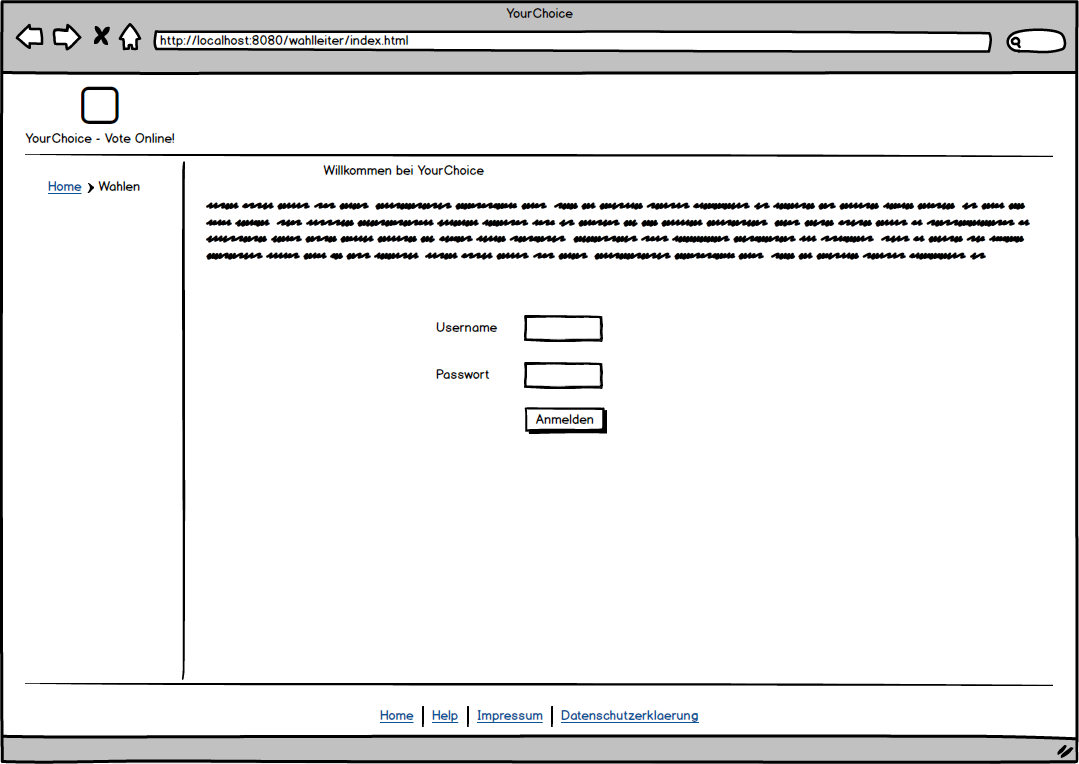 YourChoice
http://localhost:8080/wahlleiter/index.html
YourChoice - Vote Online!
Home Wahlen
Willkommen bei YourChoice
Username
Passwort
Anmelden
Home Help Impressum Datenschutzerklaerung